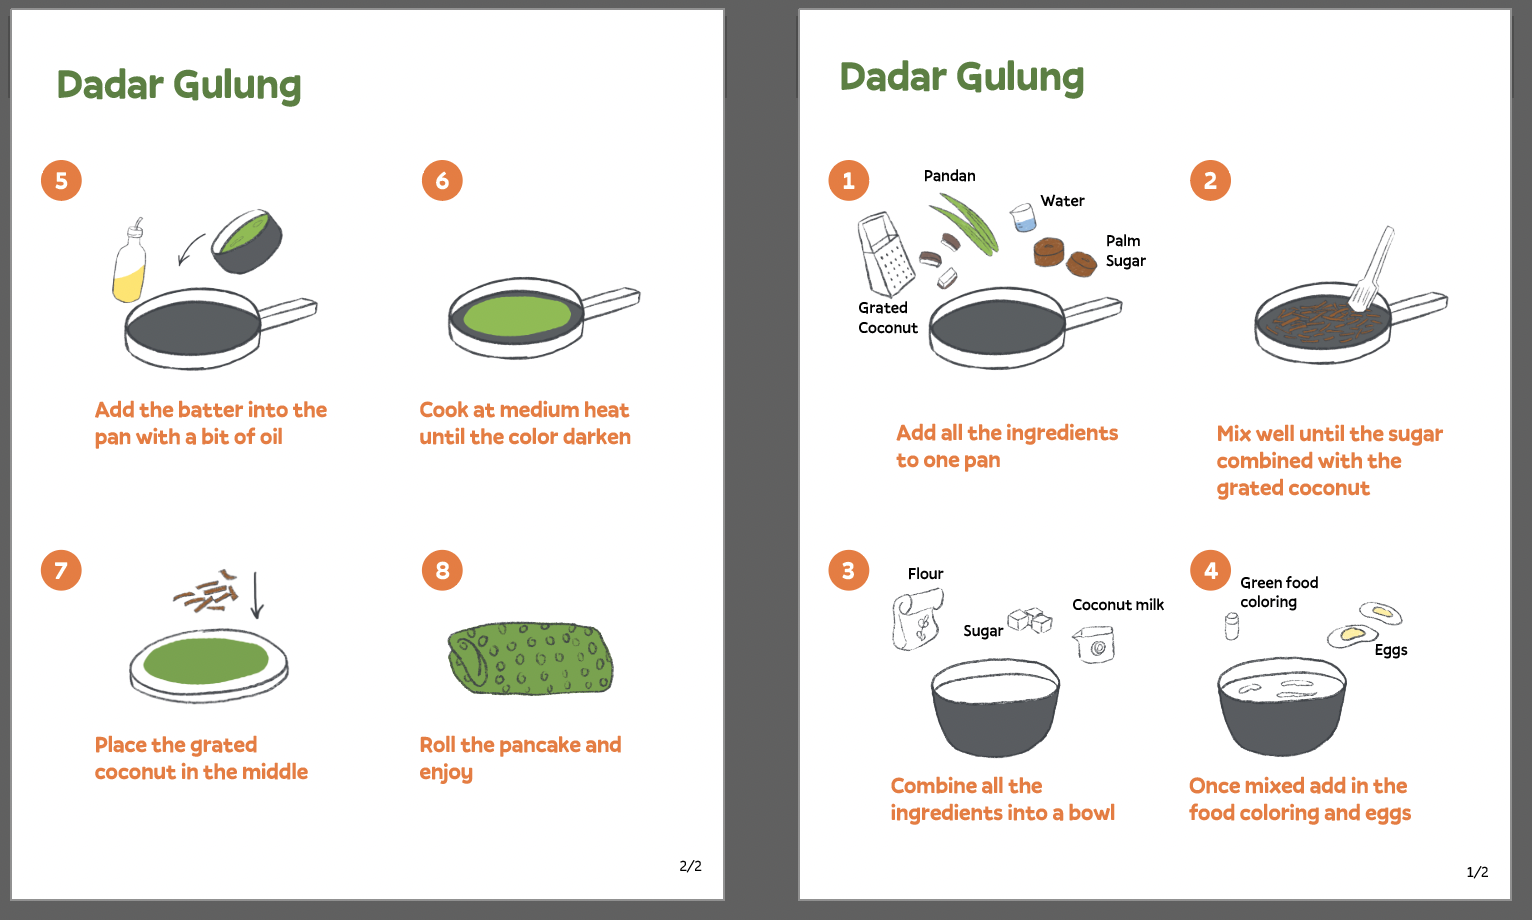 Dadar Gulung
5
6
Add the batter into the
pan with a bit of oil
Cook at medium heat
until the color darken
7
8
Place the grated
coconut in the middle
Roll the pancake and
enjoy
2/2
Dadar Gulung
1
Pandan
Water
Palm
Sugar
Grated
Coconut
2
Add all the ingredients
to one pan
Mix well until the sugar
combined with the
grated coconut
3
Flour
Sugar
Coconut milk
4
Green food
coloring
Eggs
Combine all the
ingredients into a bowl
Once mixed add in the
food coloring and eggs
1/2